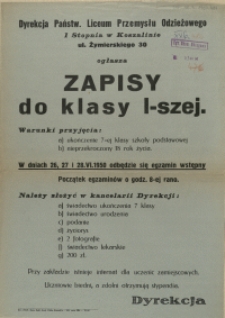 Dyrekcja Państw. Liceum Przemysłu Odzieżowego
I Stopnia w Koszalinie
ul. Żymierskiego 30
ogłasza
ZAPISY
do klasy I-szej.
Warunki przyjęcia:
a) ukończenie 7-ej klasy szkoły podstawowej
b) nieprzekroczony 18 rok życia.
W dniach 26, 27 i 28.VI.1950 odbędzie się egzamin wstępny
Początek egzaminów o godz. 8-ej rano.
Należy złożyć w kancelarii Dyrekcji:
a) świadectwo ukończenia 7 klasy
b) świadectwo urodzenia
c) podanie
d) życiorys
e) 2 fotografie
f) świadectwo lekarskie
g) 300 zł.
Przy zakładzie istnieje internat dla uczenic zamiejscowych.
Uczennice biedne, a zdolne otrzymują stypendia.
Dyrekcja